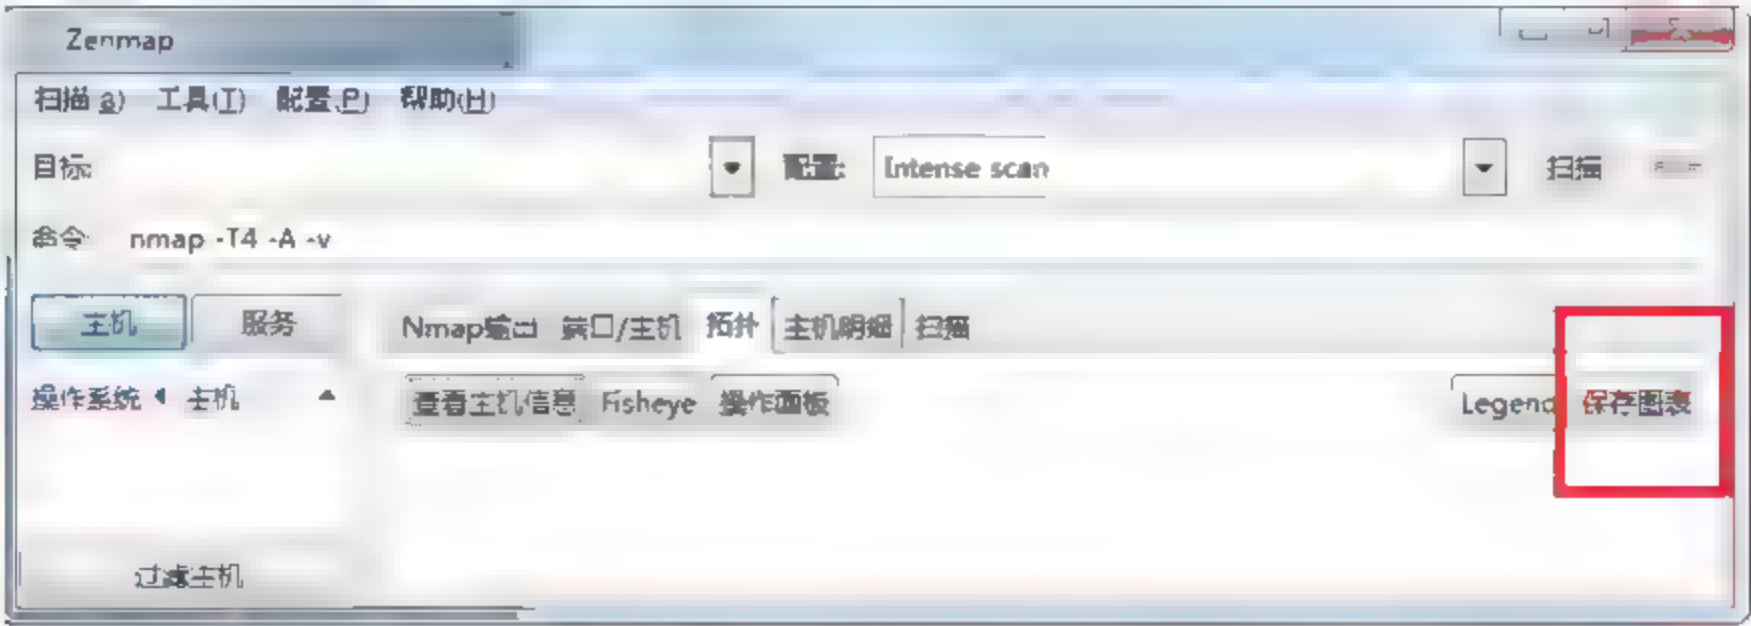 Zenmap
扫描 工具(T) 配置(P) 帮助(H)
目标: 配置: Intense scan 扫描
命令: nmap -T4 -A -v
主机 服务 Nmap输出 端口/主机 拓扑 主机明细 扫描
操作系统 主机 查看主机信息 Fisheye 操作面板 Legend 保存图表
过滤主机